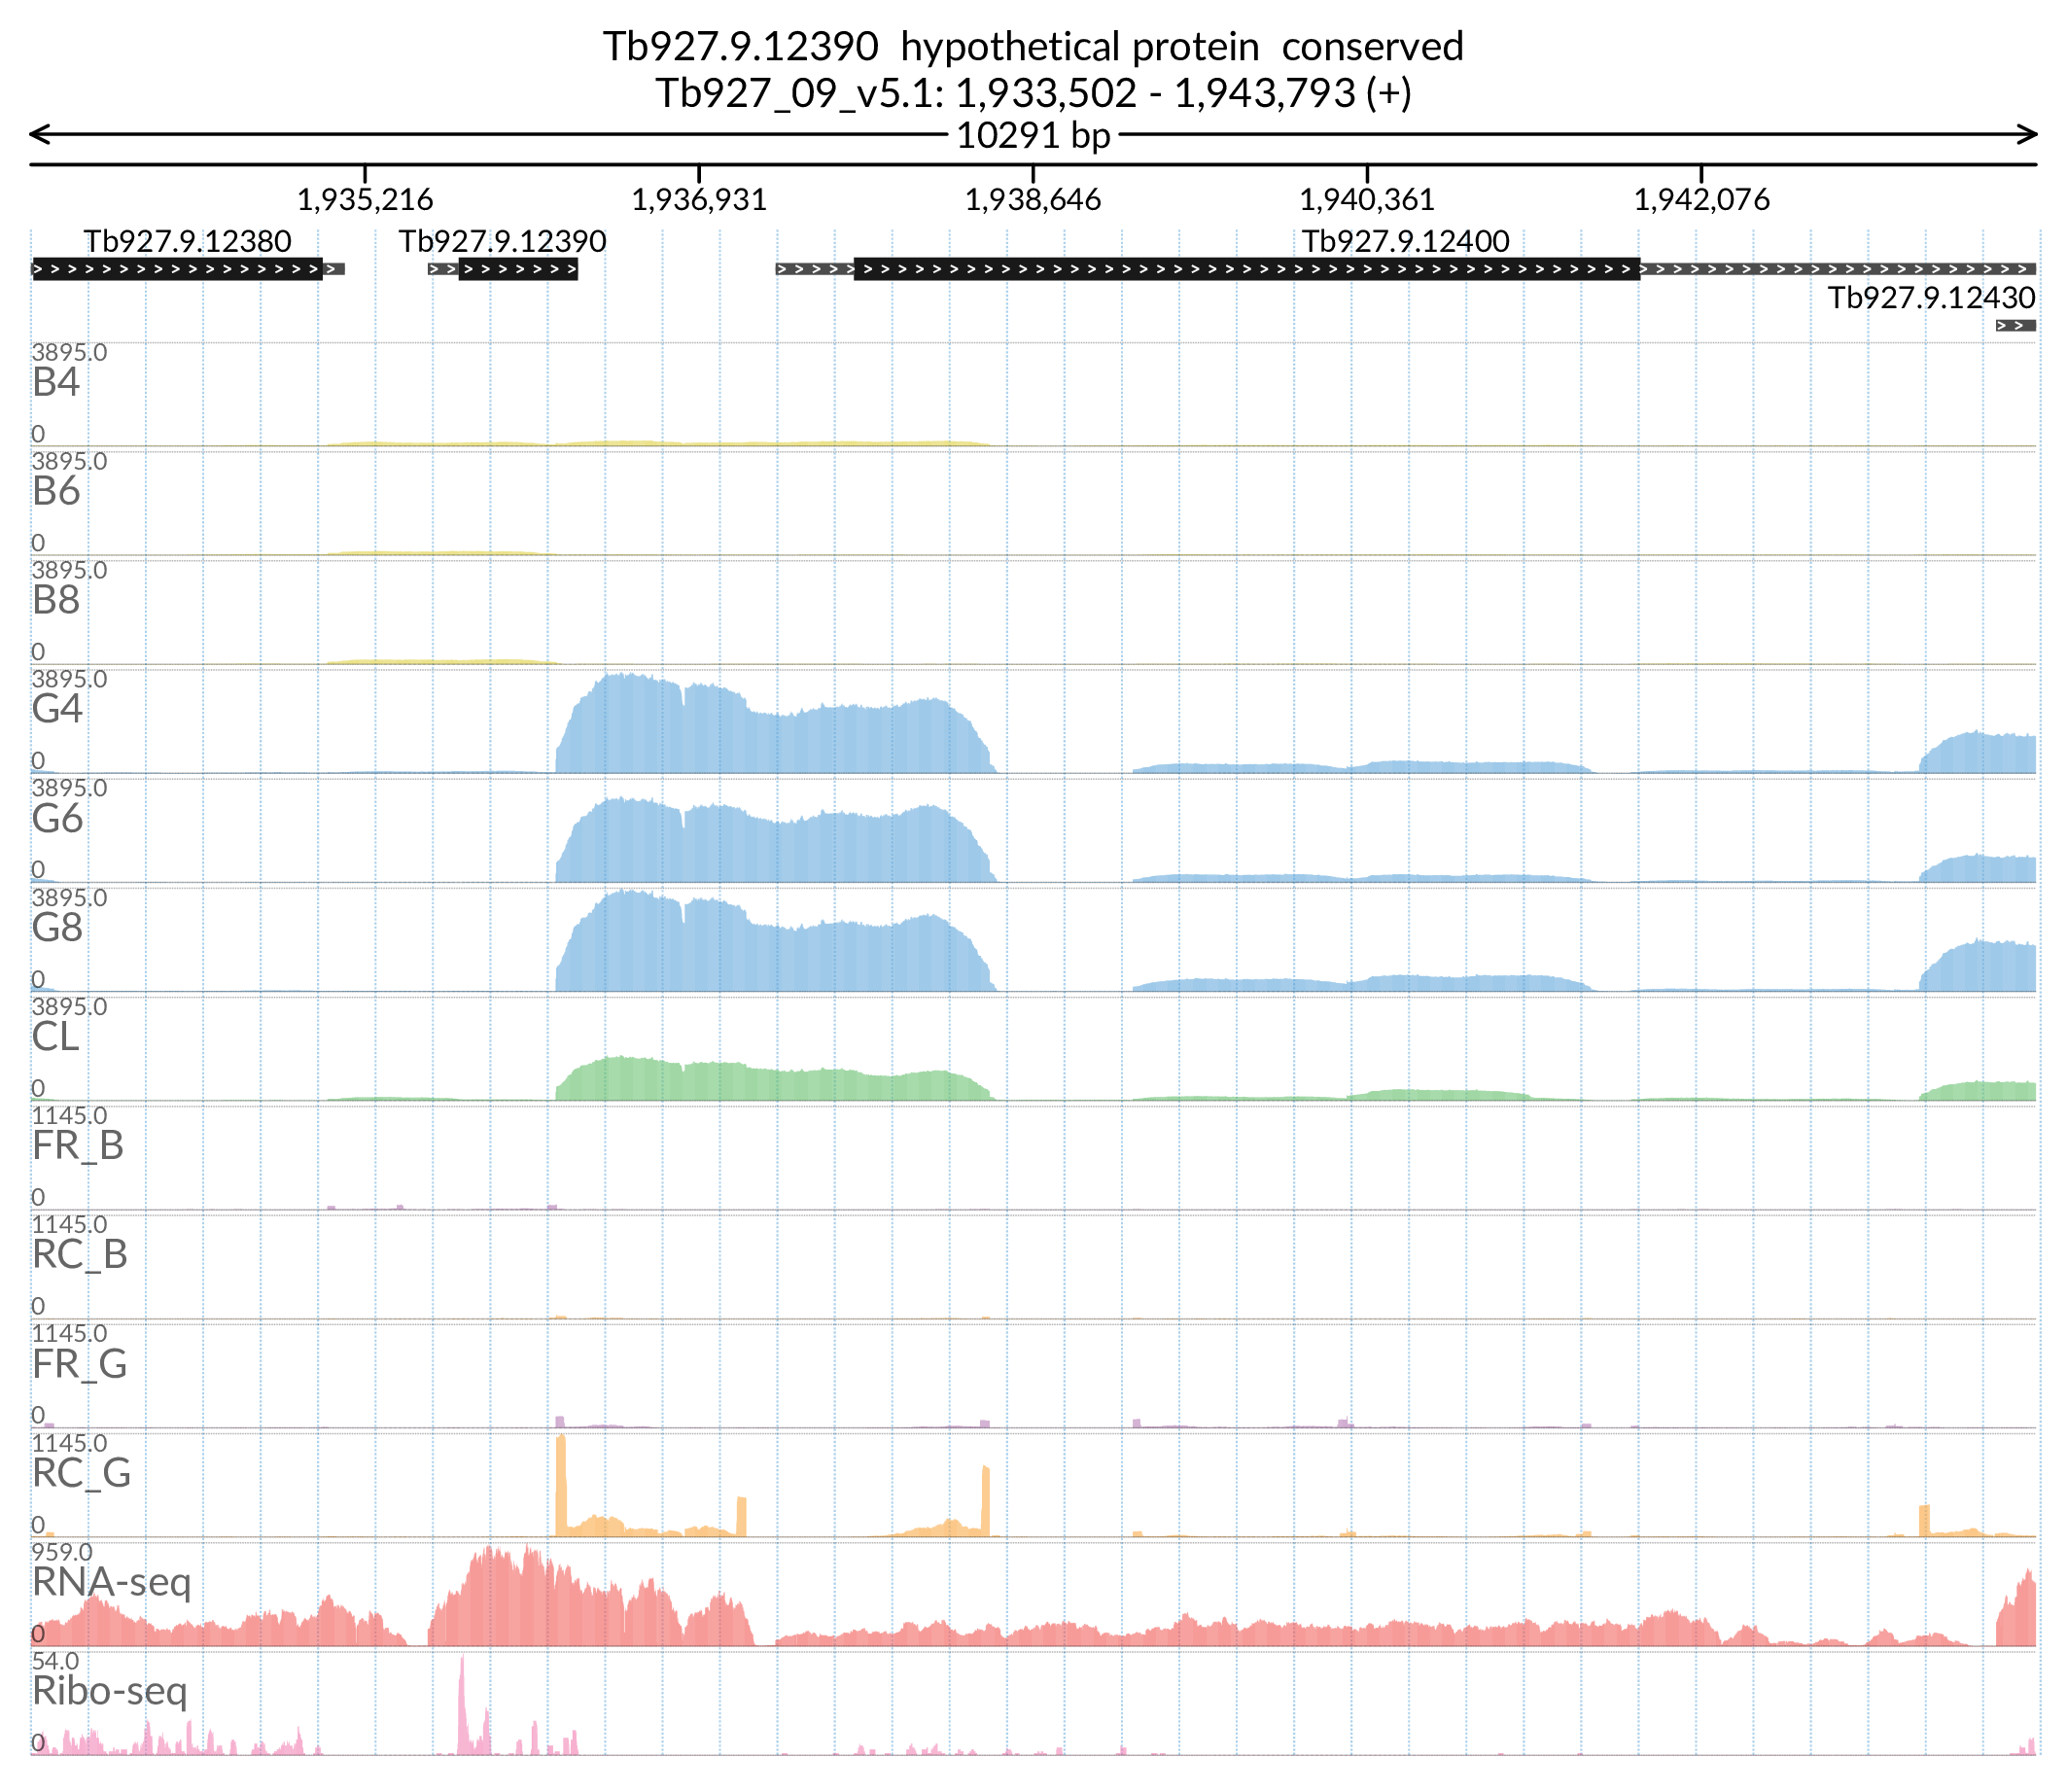 Tb927.9.12390 hypothetical protein conserved
Tb927_09_v5.1: 1,933,502 - 1,943,793 (+)
10291 bp
1,935,216 1,936,931 1,938,646 1,940,361 1,942,076
Tb927.9.12380 Tb927.9.12390 Tb927.9.12400
Tb927.9.12430
3895.0
B4
0
3895.0
B6
0
3895.0
B8
0
3895.0
G4
0
3895.0
G6
0
3895.0
G8
0
3895.0
CL
0
1145.0
FR_B
0
1145.0
RC_B
0
1145.0
FR_G
0
1145.0
RC_G
0
959.0
RNA-seq
0
54.0
Ribo-seq
0